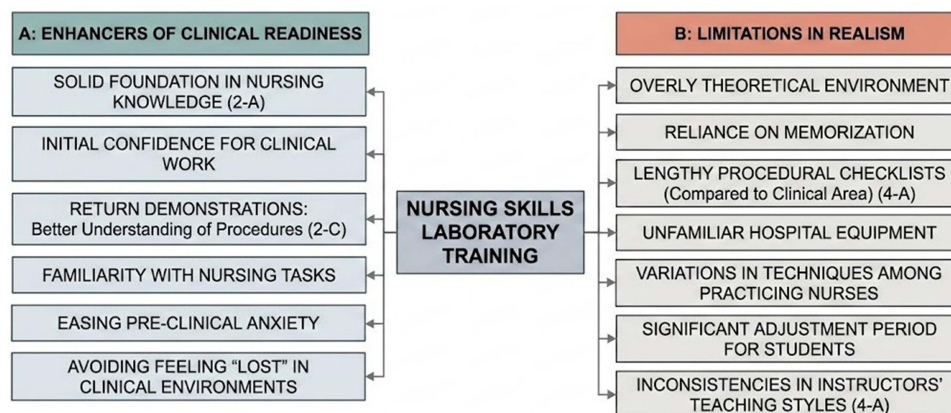 A: ENHANCERS OF CLINICAL READINESS
SOLID FOUNDATION IN NURSING
KNOWLEDGE (2-A)
INITIAL CONFIDENCE FOR CLINICAL
WORK
RETURN DEMONSTRATIONS:
Better Understanding of Procedures (2-C)
FAMILIARITY WITH NURSING TASKS
EASING PRE-CLINICAL ANXIETY
AVOIDING FEELING “LOST” IN
CLINICAL ENVIRONMENTS
NURSING SKILLS
LABORATORY
TRAINING
B: LIMITATIONS IN REALISM
OVERLY THEORETICAL ENVIRONMENT
RELIANCE ON MEMORIZATION
LENGTHY PROCEDURAL CHECKLISTS
(Compared to Clinical Area) (4-A)
UNFAMILIAR HOSPITAL EQUIPMENT
VARIATIONS IN TECHNIQUES AMONG
PRACTICING NURSES
SIGNIFICANT ADJUSTMENT PERIOD
FOR STUDENTS
INCONSISTENCIES IN INSTRUCTORS’
TEACHING STYLES (4-A)